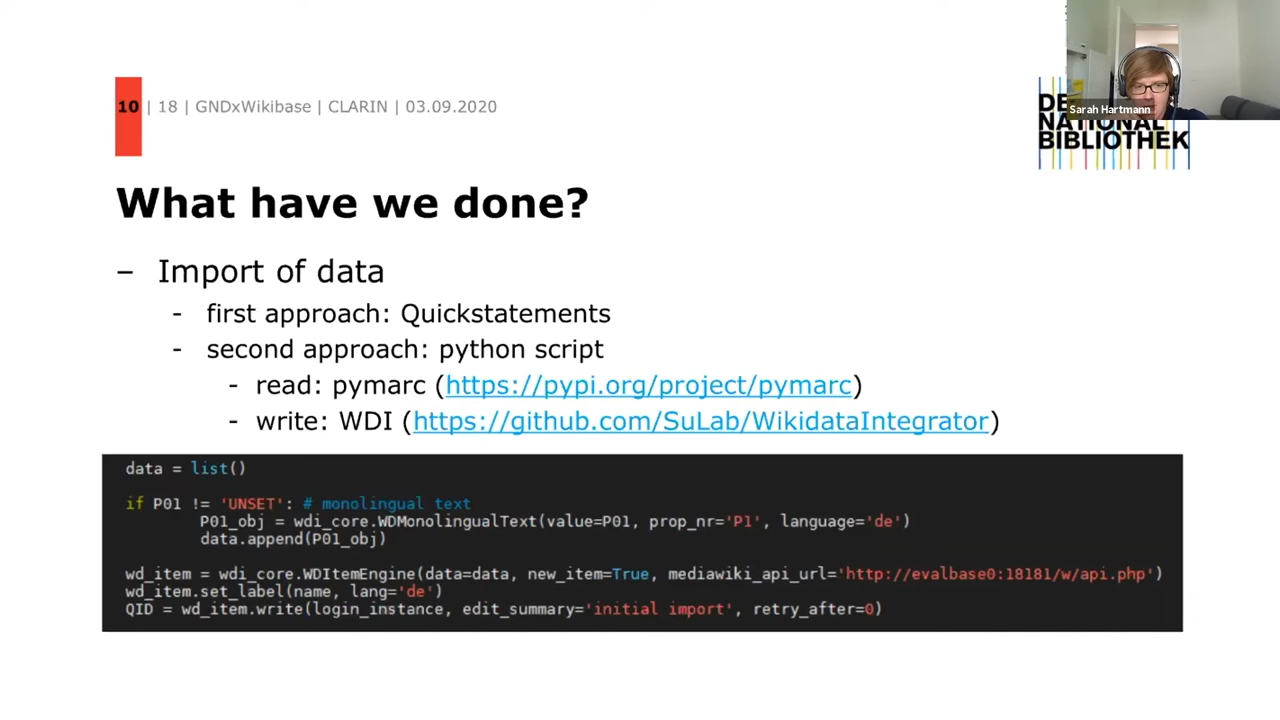 10 | 18 | GNDxWikibase | CLARIN | 03.09.2020
Sarah Hartmann
DE
NATIONAL
BIBLIOTHEK
What have we done?
– Import of data
- first approach: Quickstatements
- second approach: python script
- read: pymarc (https://pypi.org/project/pymarc)
- write: WDI (https://github.com/SuLab/WikidataIntegrator)
data = list()
if P01 != 'UNSET': # monolingual text
P01_obj = wdi_core.WDMonolingualText(value=P01, prop_nr='P1', language='de')
data.append(P01_obj)
wd_item = wdi_core.WDItemEngine(data=data, new_item=True, mediawiki_api_url='http://evalbase0:18181/w/api.php')
wd_item.set_label(name, lang='de')
QID = wd_item.write(login_instance, edit_summary='initial import', retry_after=0)